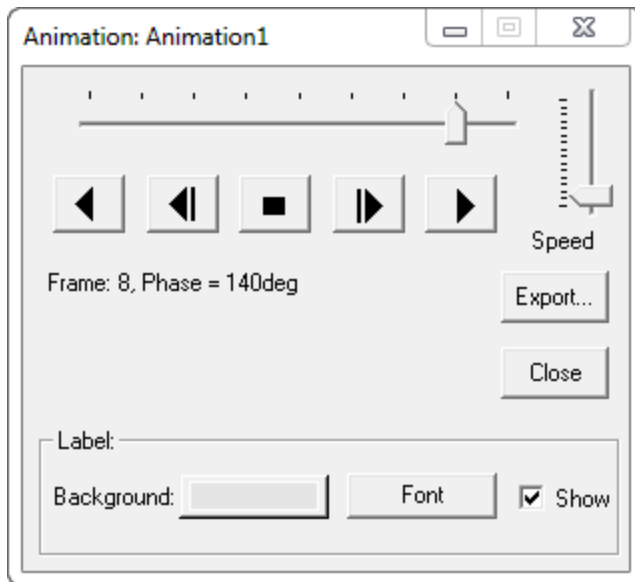 Animation: Animation1
Speed
Frame: 8, Phase = 140deg
Export...
Close
Label:
Background:
Font
Show